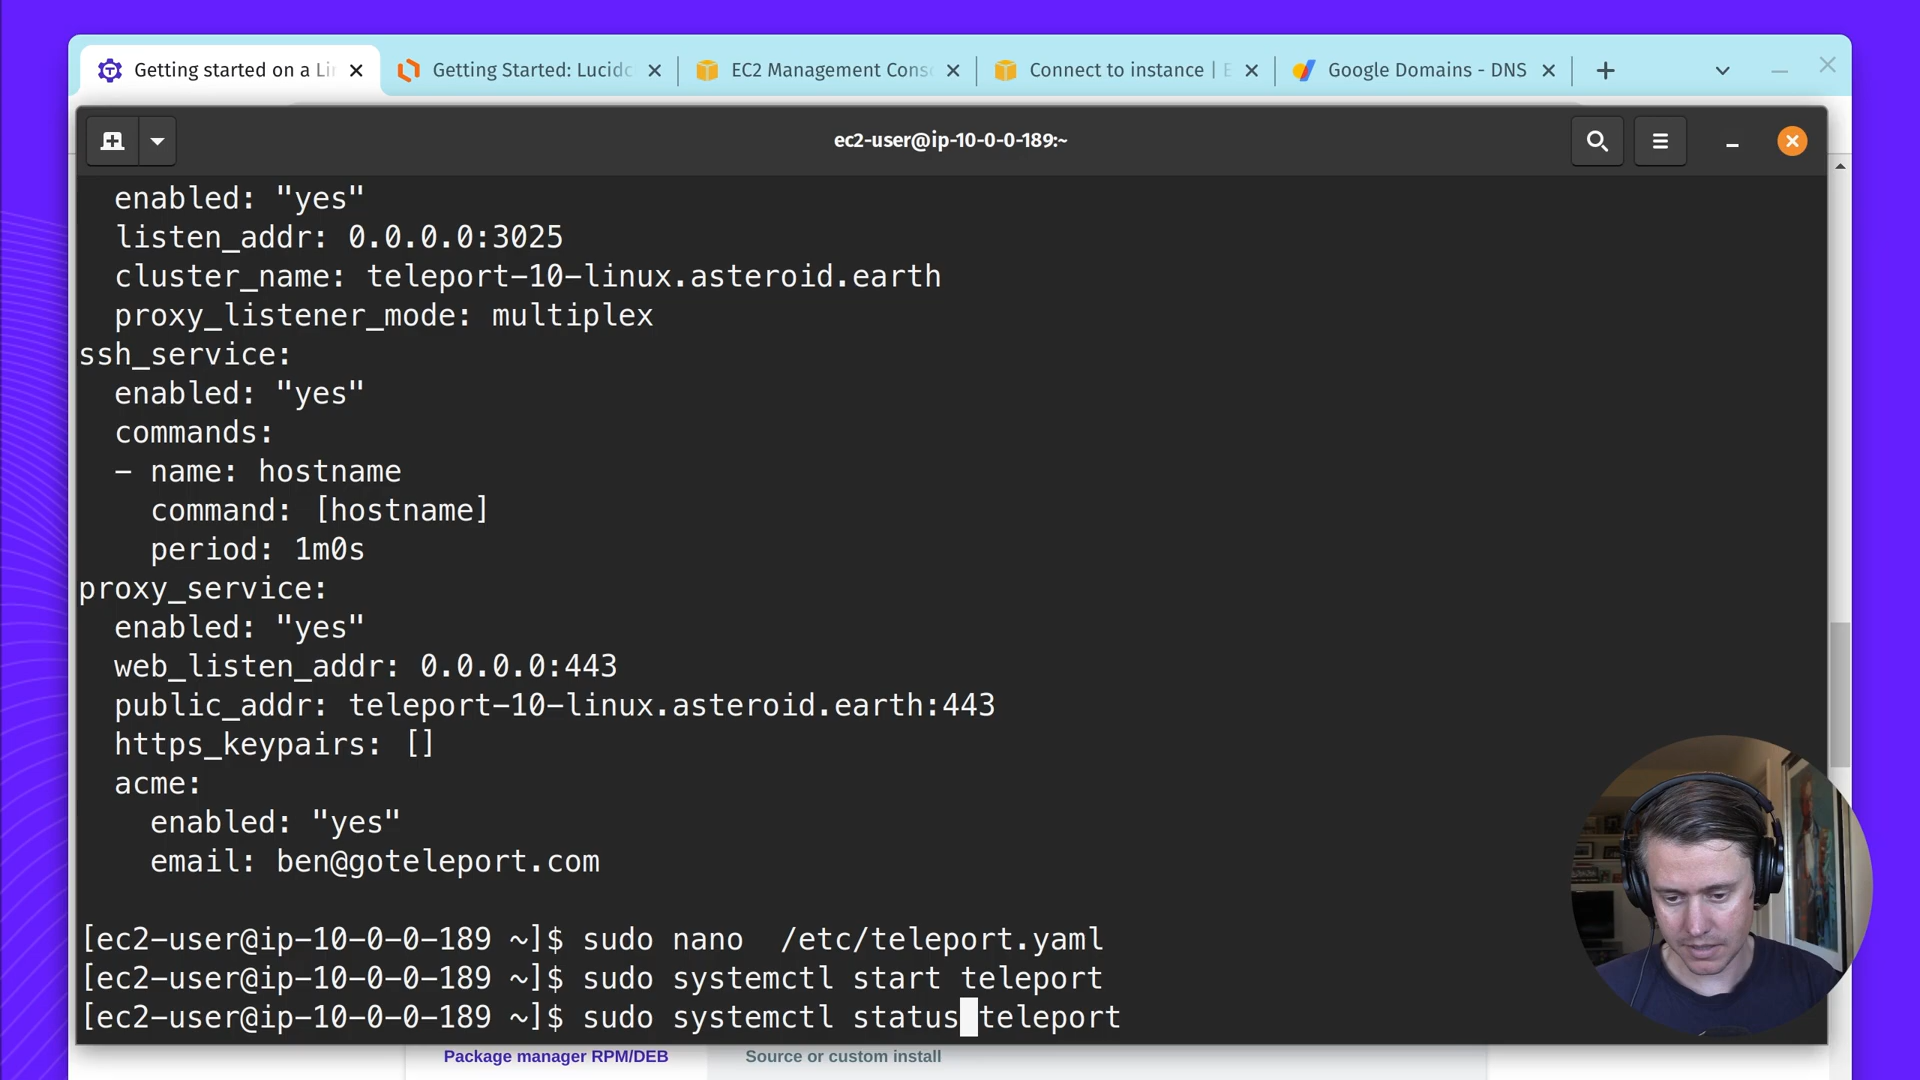 Getting started on a Li
Getting Started: Lucidc
EC2 Management Cons
Connect to instance | E
Google Domains - DNS
ec2-user@ip-10-0-0-189:~
enabled: "yes"
listen_addr: 0.0.0.0:3025
cluster_name: teleport-10-linux.asteroid.earth
proxy_listener_mode: multiplex
ssh_service:
enabled: "yes"
commands:
- name: hostname
command: [hostname]
period: 1m0s
proxy_service:
enabled: "yes"
web_listen_addr: 0.0.0.0:443
public_addr: teleport-10-linux.asteroid.earth:443
https_keypairs: []
acme:
enabled: "yes"
email: ben@goteleport.com
[ec2-user@ip-10-0-0-189 ~]$ sudo nano  /etc/teleport.yaml
[ec2-user@ip-10-0-0-189 ~]$ sudo systemctl start teleport
[ec2-user@ip-10-0-0-189 ~]$ sudo systemctl status teleport
Package manager RPM/DEB
Source or custom install